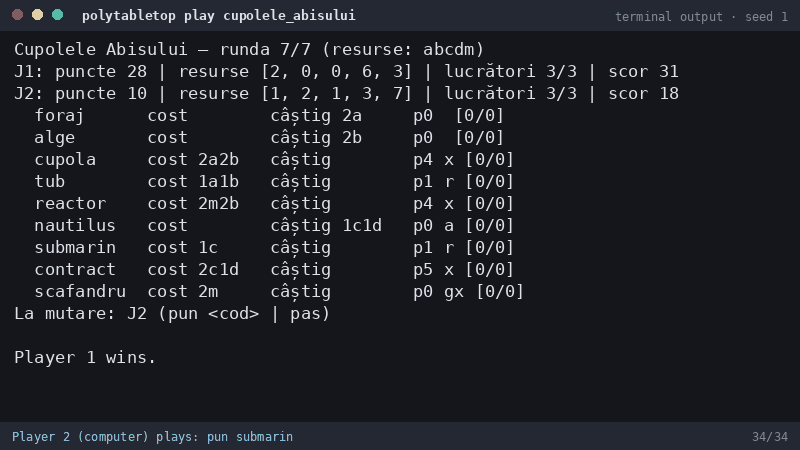 polytabletop play cupolele_abisului
terminal output · seed 1
Cupolele Abisului — runda 7/7 (resurse: abcdm)
J1: puncte 28 | resurse [2, 0, 0, 6, 3] | lucrători 3/3 | scor 31
J2: puncte 10 | resurse [1, 2, 1, 3, 7] | lucrători 3/3 | scor 18
foraj cost câștig 2a p0 [0/0]
alge cost câștig 2b p0 [0/0]
cupola cost 2a2b câștig p4 x [0/0]
tub cost 1a1b câștig p1 r [0/0]
reactor cost 2m2b câștig p4 x [0/0]
nautilus cost câștig 1c1d p0 a [0/0]
submarin cost 1c câștig p1 r [0/0]
contract cost 2c1d câștig p5 x [0/0]
scafandru cost 2m câștig p0 gx [0/0]
La mutare: J2 (pun <cod> | pas)
Player 1 wins.
Player 2 (computer) plays: pun submarin
34/34